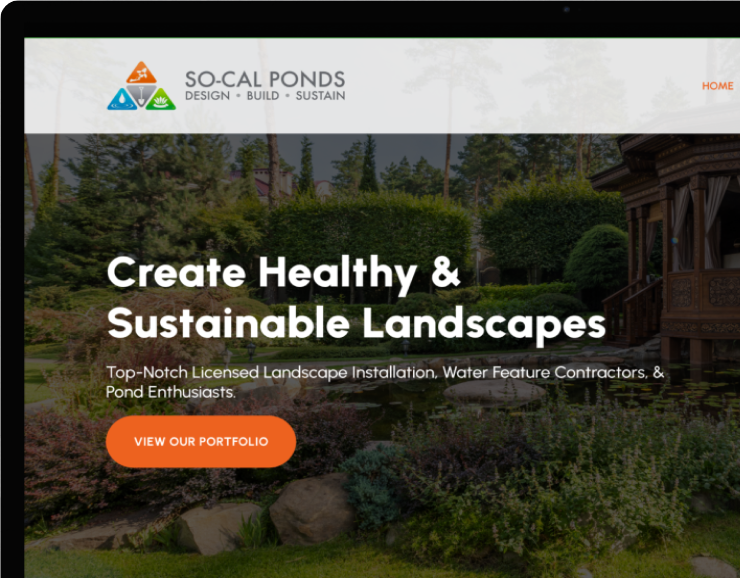 SO-CAL PONDS
DESIGN • BUILD • SUSTAIN
HOME
Create Healthy &
Sustainable Landscapes
Top-Notch Licensed Landscape Installation, Water Feature Contractors, &
Pond Enthusiasts.
VIEW OUR PORTFOLIO